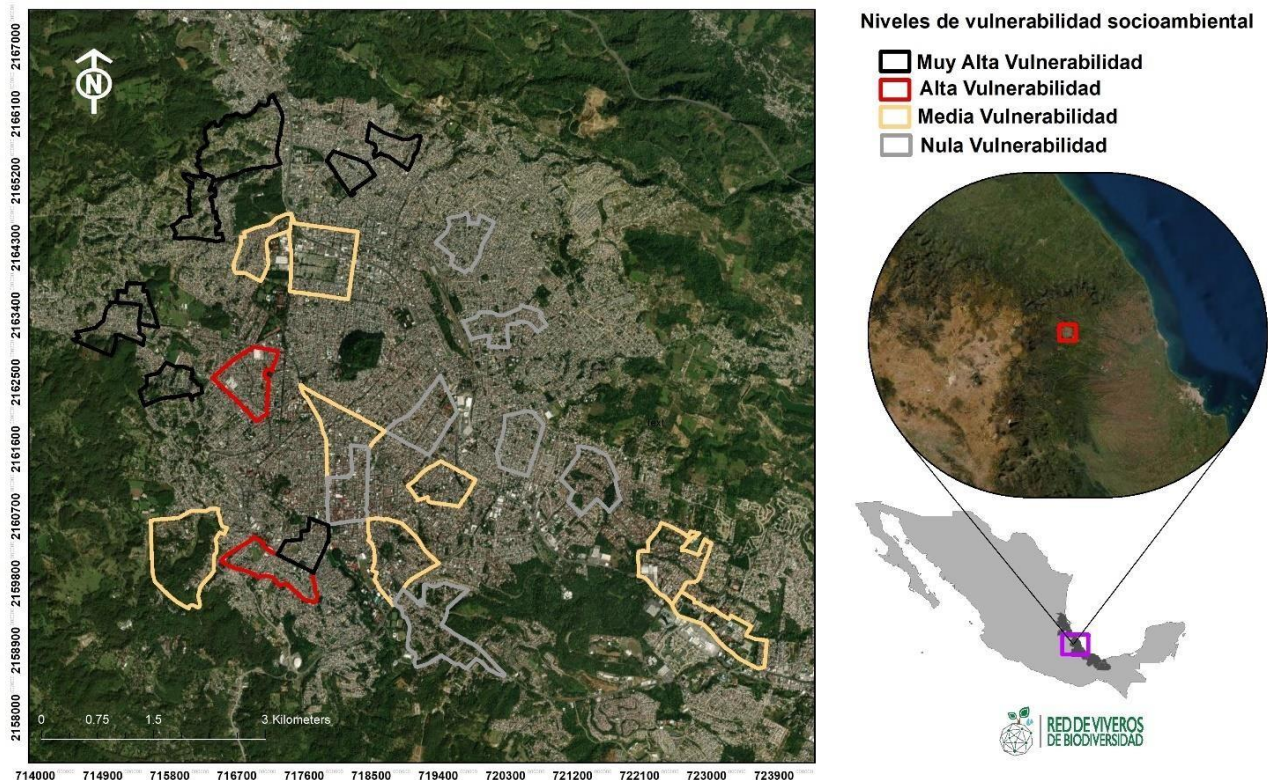 Niveles de vulnerabilidad socioambiental
Muy Alta Vulnerabilidad
Alta Vulnerabilidad
Media Vulnerabilidad
Nula Vulnerabilidad
N
2167000
2166100
2165200
2164300
2163400
2162500
2161600
2160700
2159800
2158900
2158000
0 0.75 1.5 3 Kilometers
714000 714900 715800 716700 717600 718500 719400 720300 721200 722100 723000 723900
RED DE VIVEROS
DE BIODIVERSIDAD